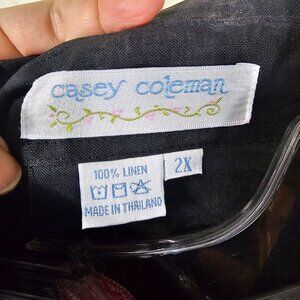 casey coleman
100% LINEN
2X
MADE IN THAILAND